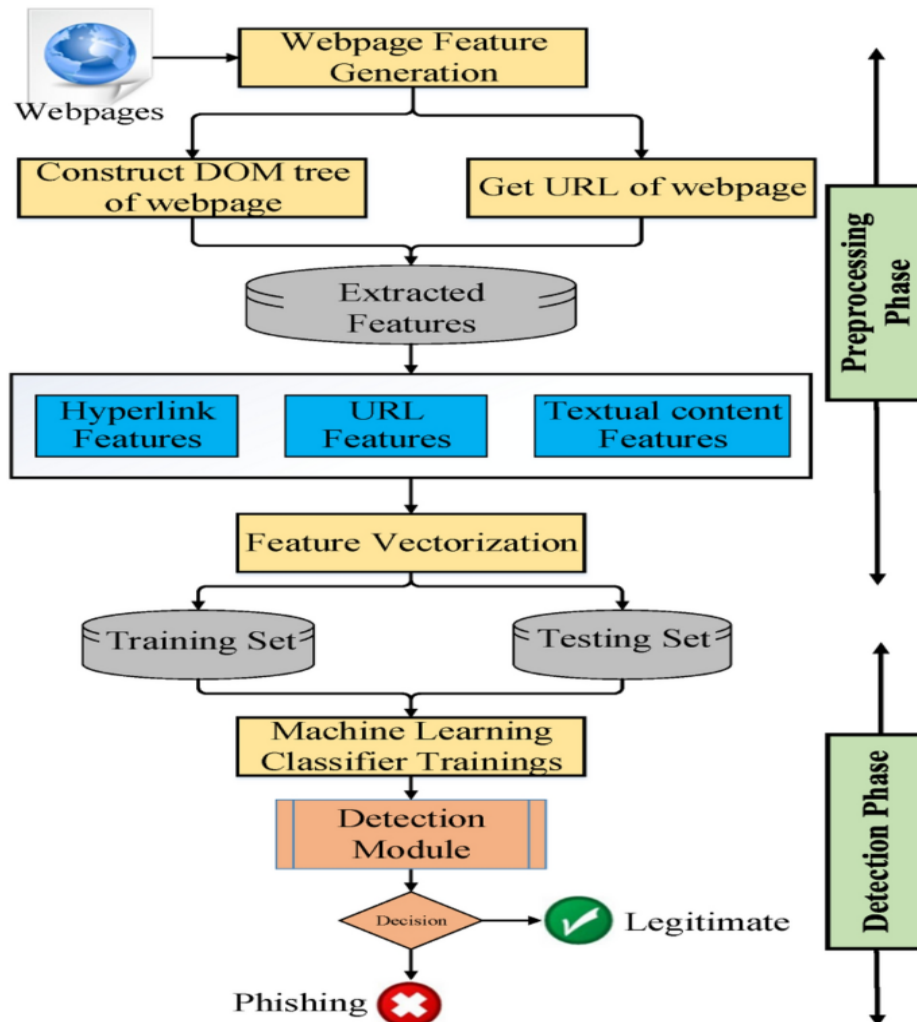 Webpages
Webpage Feature
Generation
Construct DOM tree
of webpage
Get URL of webpage
Extracted
Features
Hyperlink
Features
URL
Features
Textual content
Features
Feature Vectorization
Training Set
Testing Set
Machine Learning
Classifier Trainings
Detection
Module
Decision
Legitimate
Phishing
Preprocessing
Phase
Detection Phase